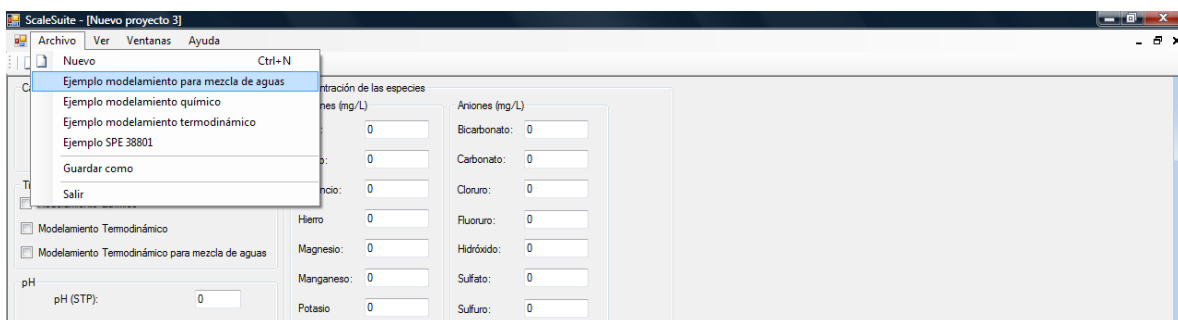 ScaleSuite - [Nuevo proyecto 3]
Archivo Ver Ventanas Ayuda
Nuevo Ctrl+N
Ejemplo modelamiento para mezcla de aguas
Ejemplo modelamiento químico
Ejemplo modelamiento termodinámico
Ejemplo SPE 38801
Guardar como
Salir
Modelamiento Termodinámico
Modelamiento Termodinámico para mezcla de aguas
pH
pH (STP): 0
de las especies
0
0
0
Hierro 0
Magnesio: 0
Manganeso: 0
Potasio 0
Aniones (mg/L)
Bicarbonato: 0
Carbonato: 0
Cloruro: 0
Fluoruro: 0
Hidróxido: 0
Sulfato: 0
Sulfuro: 0